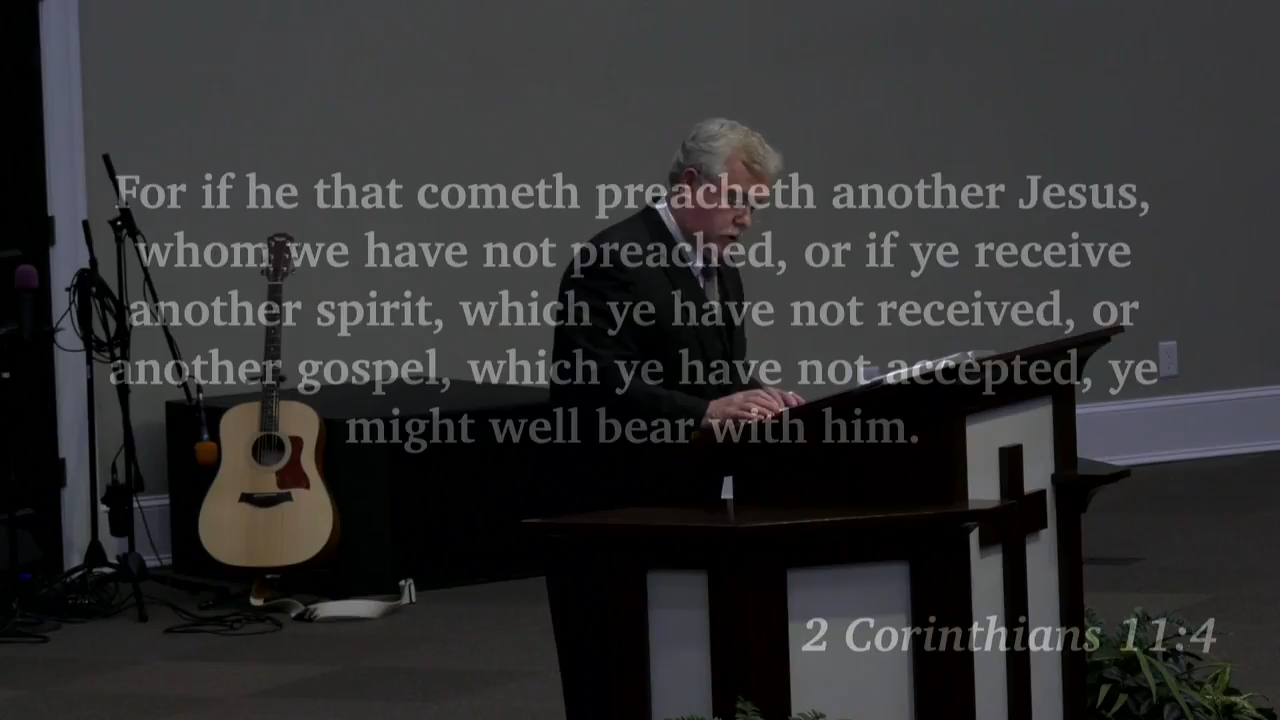 For if he that cometh preacheth another Jesus,
whom we have not preached, or if ye receive
another spirit, which ye have not received, or
another gospel, which ye have not accepted, ye
might well bear with him.
2 Corinthians 11:4